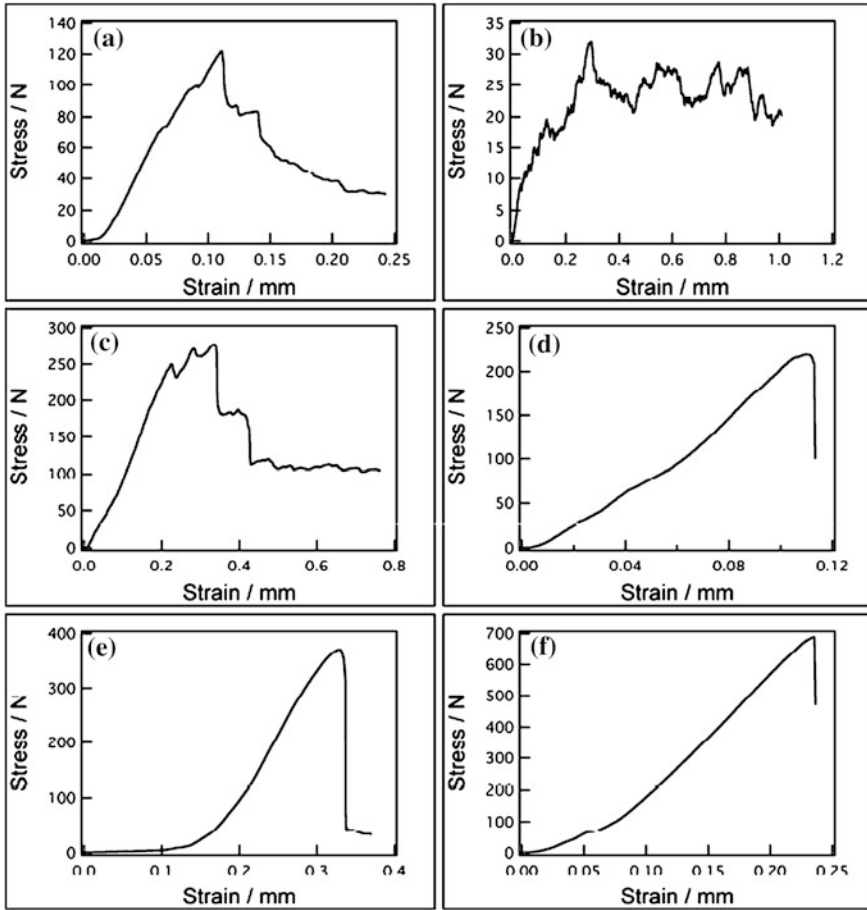 (a)
Stress / N
140
120
100
80
60
40
20
0
0.00 0.05 0.10 0.15 0.20 0.25
Strain / mm
(b)
Stress / N
35
30
25
20
15
10
5
0
0.0 0.2 0.4 0.6 0.8 1.0 1.2
Strain / mm
(c)
Stress / N
300
250
200
150
100
50
0
0.0 0.2 0.4 0.6 0.8
Strain / mm
(d)
Stress / N
250
200
150
100
50
0
0.00 0.04 0.08 0.12
Strain / mm
(e)
Stress / N
400
300
200
100
0
0.0 0.1 0.2 0.3 0.4
Strain / mm
(f)
Stress / N
700
600
500
400
300
200
100
0
0.00 0.05 0.10 0.15 0.20 0.25
Strain / mm